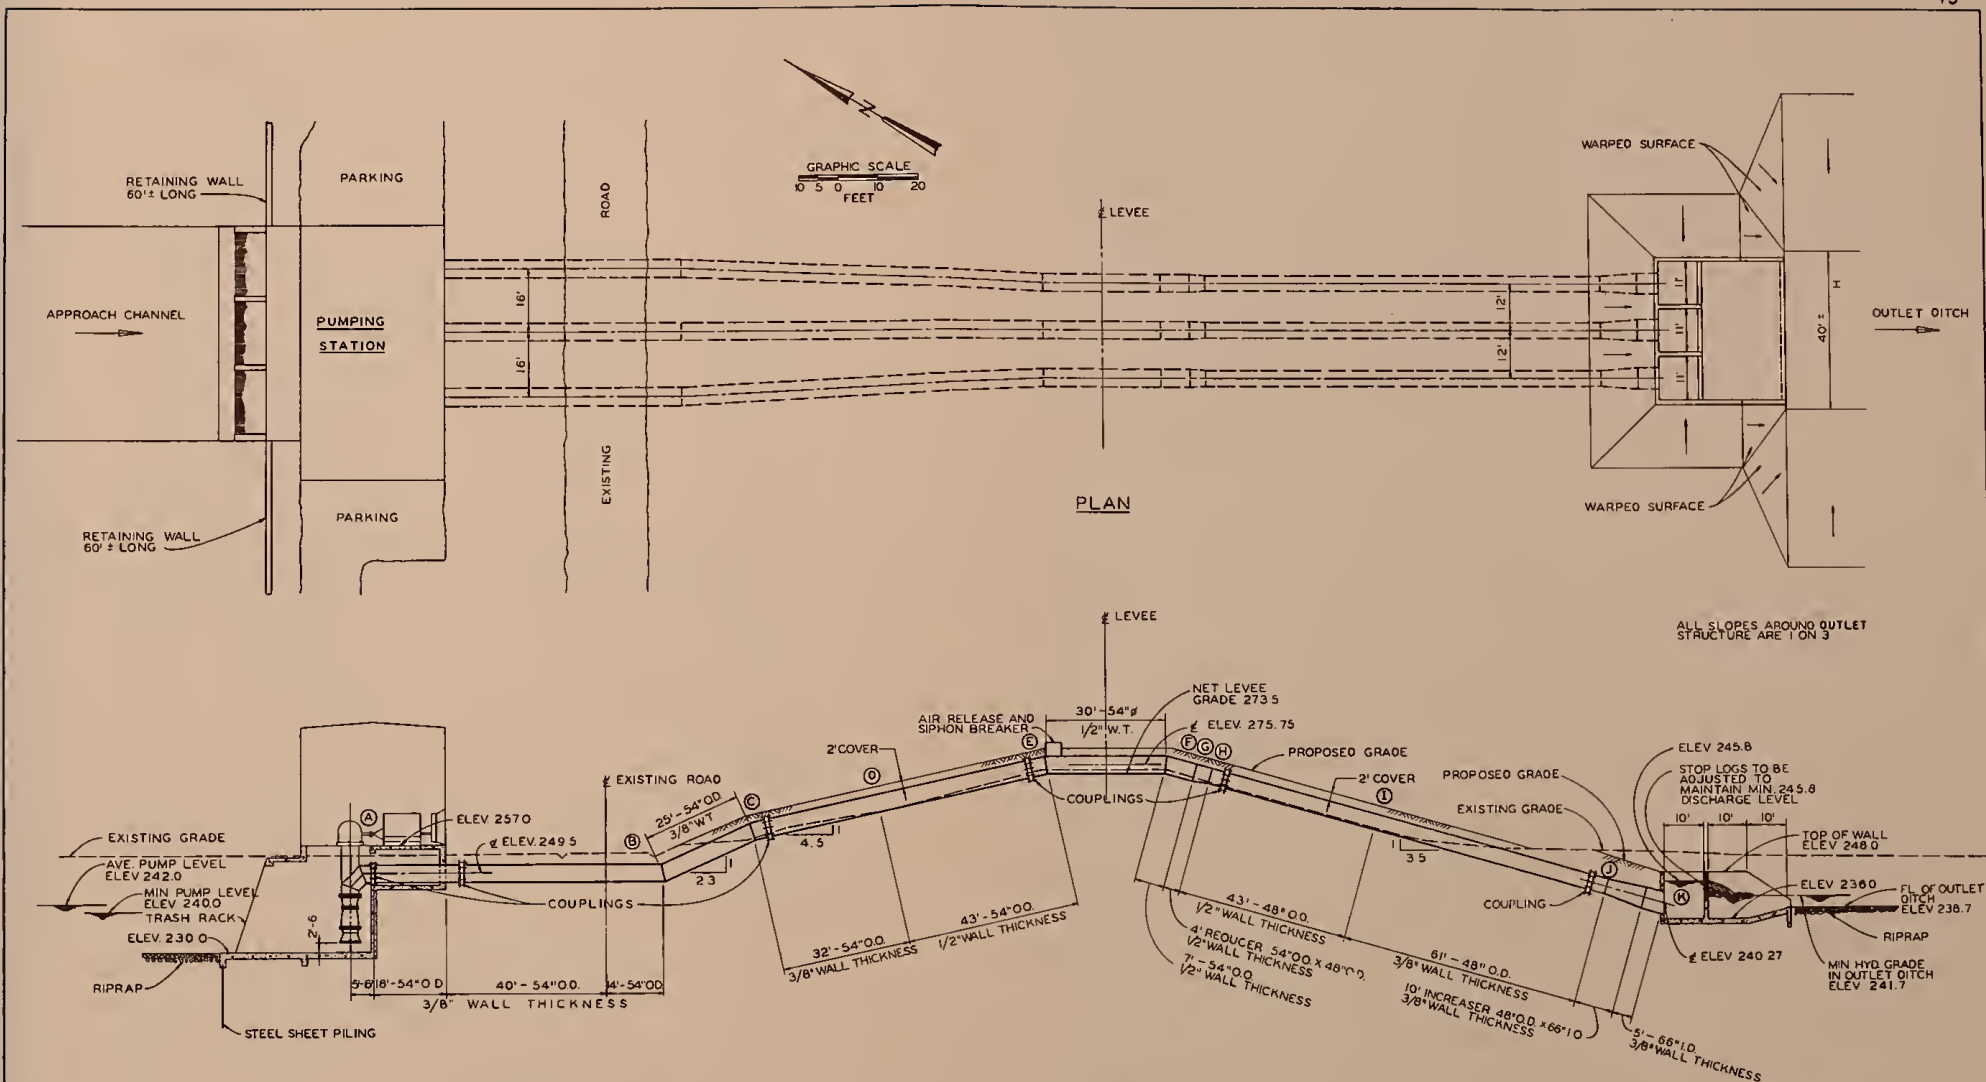 N
GRAPHIC SCALE
10 5 0 10 20
FEET
RETAINING WALL
60'± LONG
PARKING
ROAD
℄ LEVEE
WARPED SURFACE
APPROACH CHANNEL
PUMPING
STATION
16'
16'
12'
12'
11'
11'
11'
H
40' ±
OUTLET DITCH
EXISTING
PLAN
PARKING
RETAINING WALL
60' ± LONG
WARPED SURFACE
ALL SLOPES AROUND OUTLET
STRUCTURE ARE 1 ON 3
℄ LEVEE
NET LEVEE
GRADE 273.5
30'-54"ø
1/2" W.T.
℄ ELEV. 275.75
AIR RELEASE AND
SIPHON BREAKER
E
F
G
H
PROPOSED GRADE
2' COVER
D
2' COVER
I
COUPLINGS
℄ EXISTING ROAD
25'-54"O.D.
3/8" WT
B
C
1
4.5
1
2.3
1
3.5
A
ELEV. 257.0
℄ ELEV. 249.5
EXISTING GRADE
AVE. PUMP LEVEL
ELEV 242.0
MIN PUMP LEVEL
ELEV 240.0
TRASH RACK
ELEV. 230.0
RIPRAP
2'-6
COUPLINGS
5'-8
18'-54"O.D
40'-54"O.D.
14'-54"O.D.
3/8" WALL THICKNESS
STEEL SHEET PILING
32'-54"O.D.
3/8" WALL THICKNESS
43'-54"O.D.
1/2" WALL THICKNESS
43'-48"O.D.
1/2" WALL THICKNESS
4' REDUCER 54"O.D. X 48"O.D.
1/2" WALL THICKNESS
7'-54"O.D.
1/2" WALL THICKNESS
61'-48"O.D.
3/8" WALL THICKNESS
10' INCREASER 48"O.D. X 66"I.D
3/8" WALL THICKNESS
5'-66"I.D.
3/8" WALL THICKNESS
ELEV 245.8
STOP LOGS TO BE
ADJUSTED TO
MAINTAIN MIN. 245.8
DISCHARGE LEVEL
PROPOSED GRADE
EXISTING GRADE
10'
10'
10'
TOP OF WALL
ELEV 248.0
J
K
COUPLING
ELEV 236.0
FL OF OUTLET
DITCH
ELEV 238.7
RIPRAP
℄ ELEV 240.27
MIN HYD GRADE
IN OUTLET DITCH
ELEV 241.7